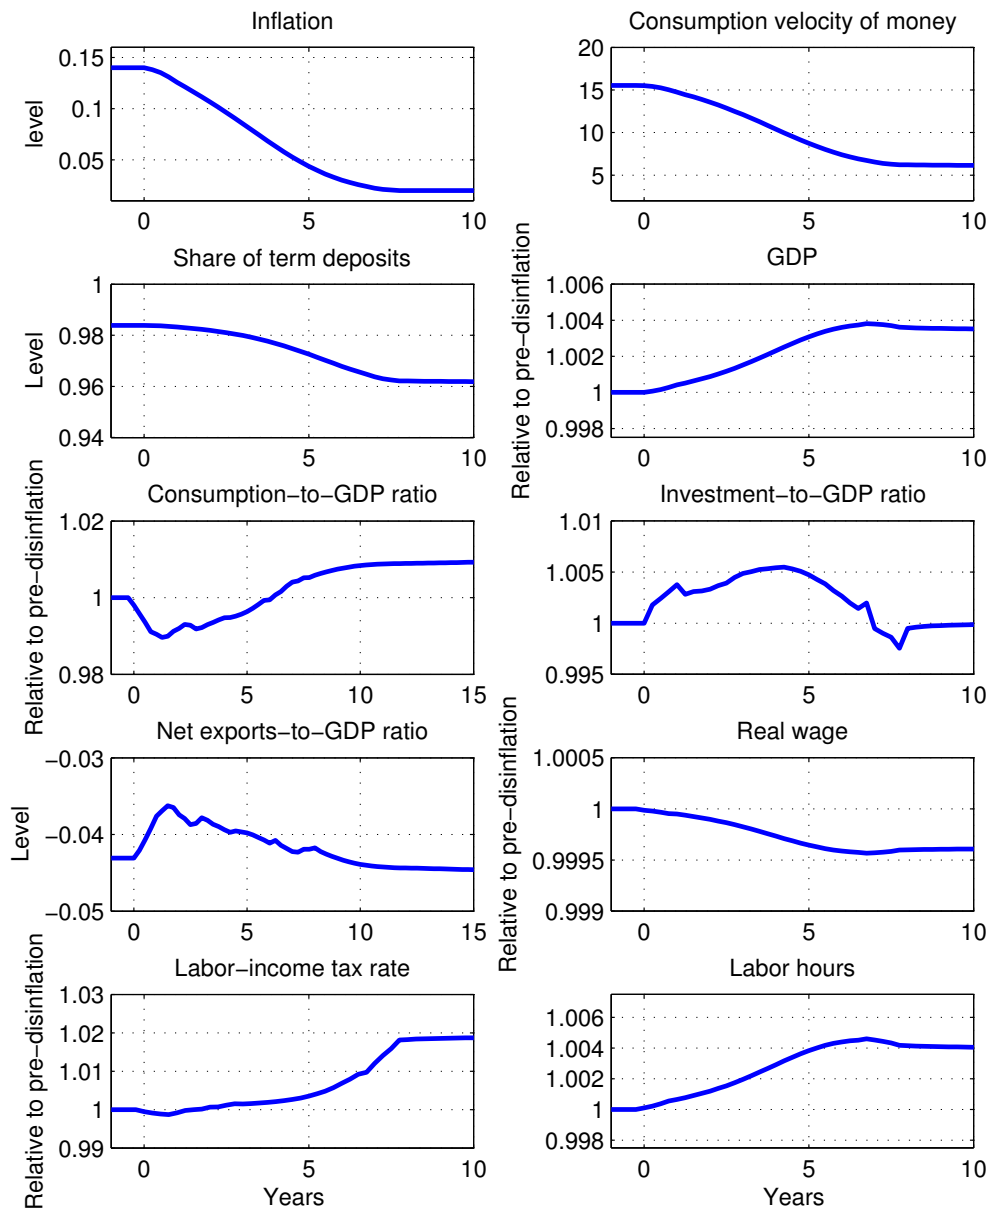 Inflation
level
0.15
0.1
0.05
0 5 10
Consumption velocity of money
20
15
10
5
0 5 10
Share of term deposits
Level
1
0.98
0.96
0.94
0 5 10
GDP
Relative to pre−disinflation
1.006
1.004
1.002
1
0.998
0 5 10
Consumption−to−GDP ratio
Relative to pre−disinflation
1.02
1
0.98
0 5 10 15
Investment−to−GDP ratio
1.01
1.005
1
0.995
0 5 10
Net exports−to−GDP ratio
Level
−0.03
−0.04
−0.05
0 5 10 15
Real wage
Relative to pre−disinflation
1.0005
1
0.9995
0.999
0 5 10
Labor−income tax rate
Relative to pre−disinflation
1.03
1.02
1.01
1
0.99
0 5 10
Years
Labor hours
1.006
1.004
1.002
1
0.998
0 5 10
Years